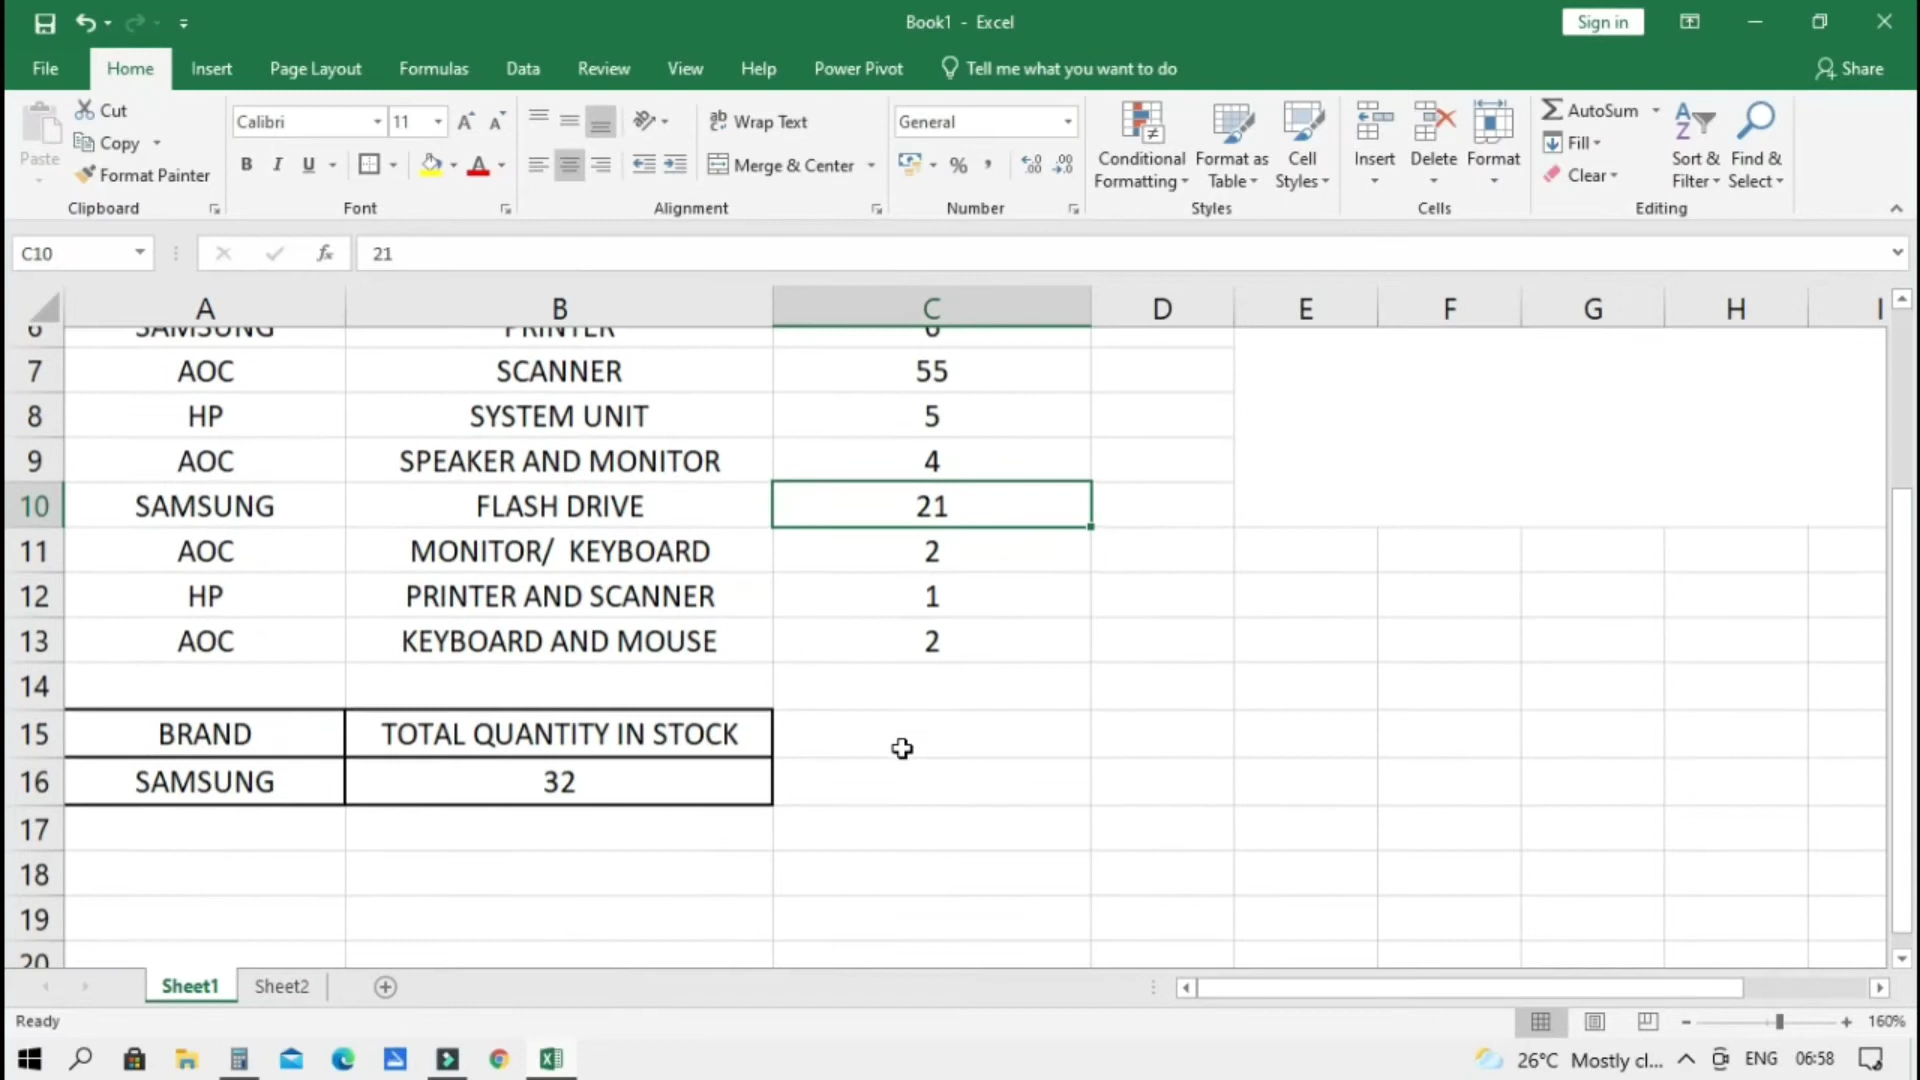 Book1 - Excel
Sign in
File Home Insert Page Layout Formulas Data Review View Help Power Pivot Tell me what you want to do Share
Paste
Cut
Copy
Format Painter
Clipboard
Calibri 11
B I U
Font
Wrap Text
Merge & Center
Alignment
General
%
Number
Conditional Formatting
Format as Table
Cell Styles
Styles
Insert
Delete
Format
Cells
AutoSum
Fill
Clear
Sort & Filter
Find & Select
Editing
C10 fx 21
A B C D E F G H I
6 SAMSUNG PRINTER
7 AOC SCANNER 55
8 HP SYSTEM UNIT 5
9 AOC SPEAKER AND MONITOR 4
10 SAMSUNG FLASH DRIVE 21
11 AOC MONITOR/ KEYBOARD 2
12 HP PRINTER AND SCANNER 1
13 AOC KEYBOARD AND MOUSE 2
14
15 BRAND TOTAL QUANTITY IN STOCK
16 SAMSUNG 32
17
18
19
20
Sheet1 Sheet2
Ready
160%
26°C Mostly cl... ENG 06:58